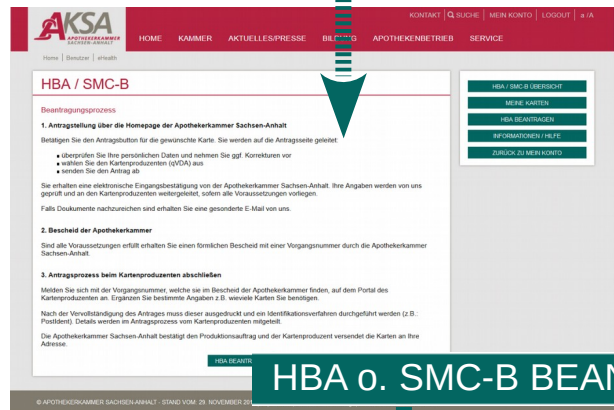 KONTAKT | SUCHE | MEIN KONTO | LOGOUT | a /A
AKSA
APOTHEKERKAMMER
SACHSEN-ANHALT
HOME KAMMER AKTUELLES/PRESSE BILDUNG APOTHEKENBETRIEB SERVICE
Home | Benutzer | eHealth
HBA / SMC-B
Beantragungsprozess
1. Antragstellung über die Homepage der Apothekerkammer Sachsen-Anhalt
Betätigen Sie den Antragsbutton für die gewünschte Karte. Sie werden auf die Antragsseite geleitet.
• überprüfen Sie Ihre persönlichen Daten und nehmen Sie ggf. Korrekturen vor
• wählen Sie den Kartenproduzenten (qVDA) aus
• senden Sie den Antrag ab
Sie erhalten eine elektronische Eingangsbestätigung von der Apothekerkammer Sachsen-Anhalt. Ihre Angaben werden von uns
geprüft und an den Kartenproduzenten weitergeleitet, sofern alle Voraussetzungen vorliegen.
Falls Doukumente nachzureichen sind erhalten Sie eine gesonderte E-Mail von uns.
2. Bescheid der Apothekerkammer
Sind alle Voraussetzungen erfüllt erhalten Sie einen förmlichen Bescheid mit einer Vorgangsnummer durch die Apothekerkammer
Sachsen-Anhalt.
3. Antragsprozess beim Kartenproduzenten abschließen
Melden Sie sich mit der Vorgangsnummer, welche sie im Bescheid der Apothekerkammer finden, auf dem Portal des
Kartenproduzenten an. Ergänzen Sie bestimmte Angaben z.B. wieviele Karten Sie benötigen.
Nach der Vervollständigung des Antrages muss dieser ausgedruckt und ein Identifikationsverfahren durchgeführt werden (z.B.:
PostIdent). Details werden im Antragsprozess vom Kartenproduzenten mitgeteilt.
Die Apothekerkammer Sachsen-Anhalt bestätigt den Produktionsauftrag und der Kartenproduzent versendet die Karten an Ihre
Adresse.
HBA BEANTR
HBA / SMC-B ÜBERSICHT
MEINE KARTEN
HBA BEANTRAGEN
INFORMATIONEN / HILFE
ZURÜCK ZU MEIN KONTO
HBA o. SMC-B BEAN
© APOTHEKERKAMMER SACHSEN-ANHALT - STAND VOM: 29. NOVEMBER 20